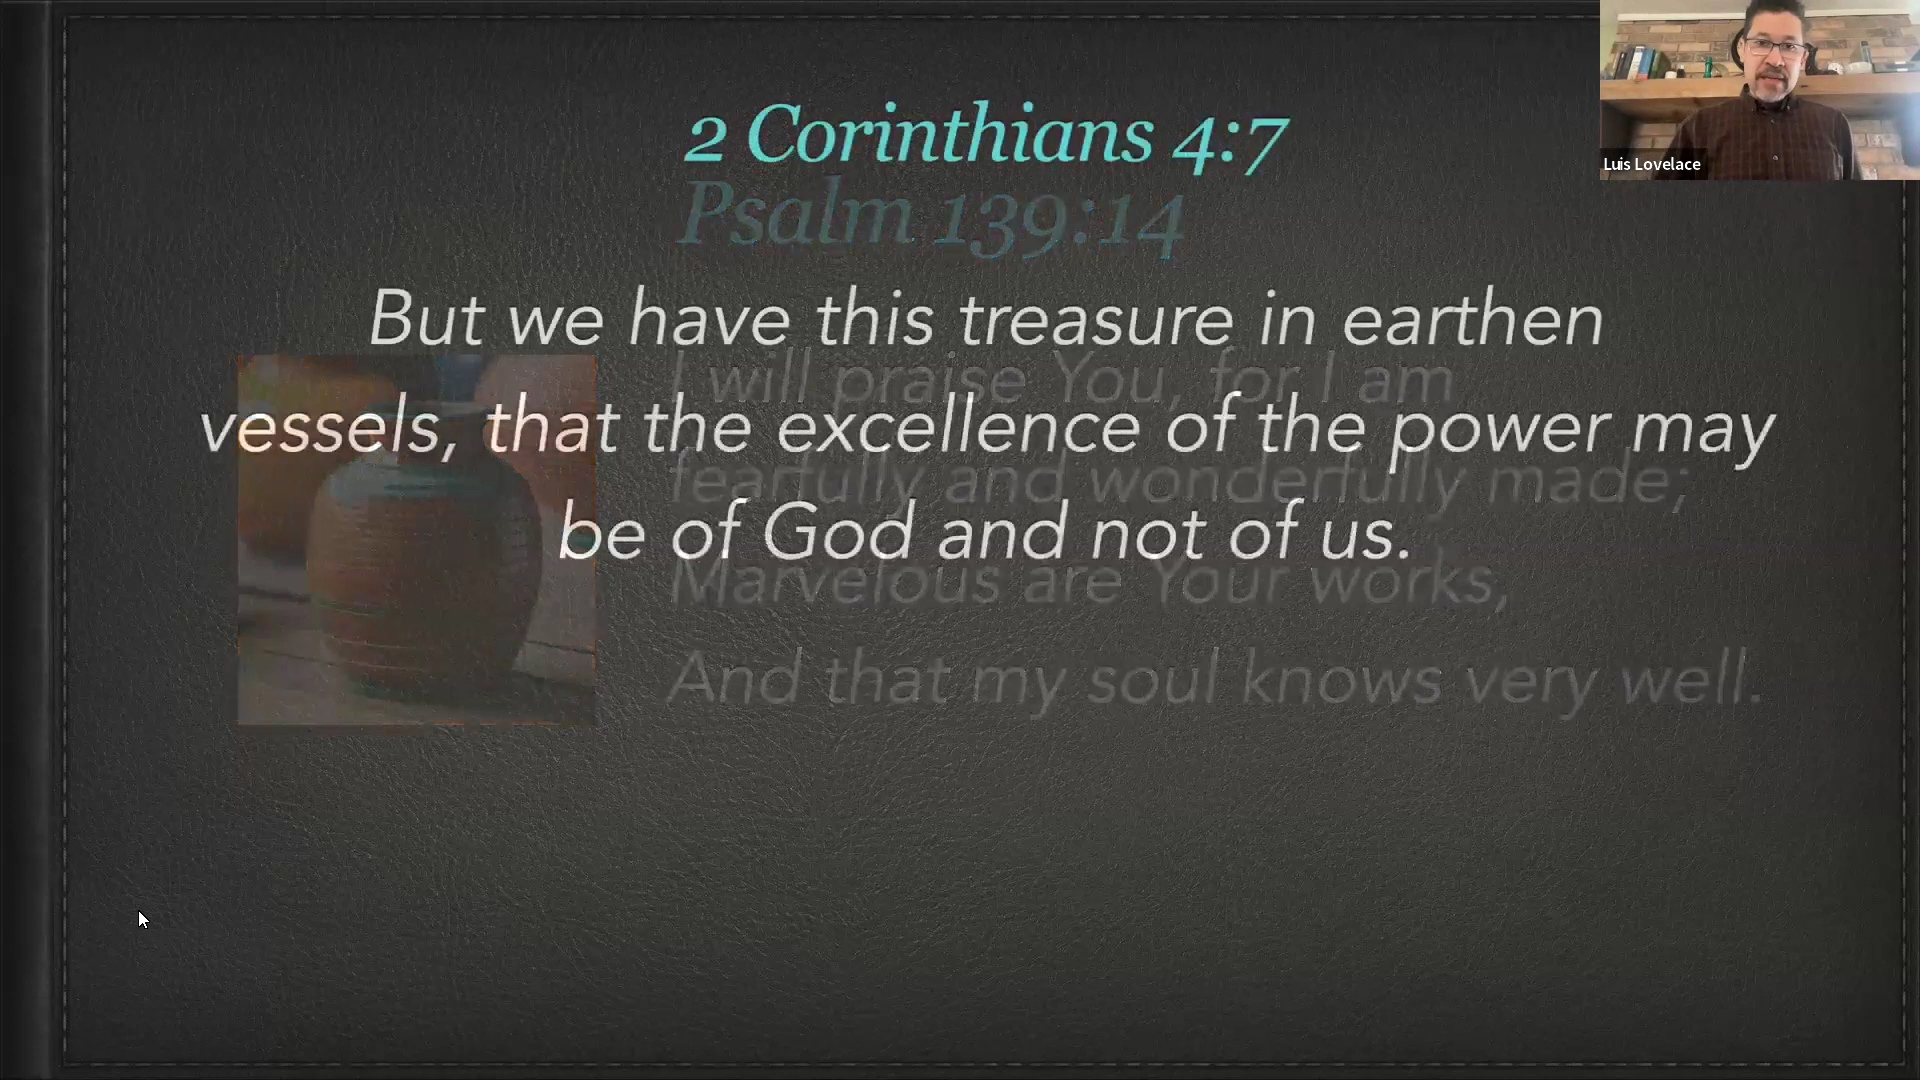 2 Corinthians 4:7
Psalm 139:14
But we have this treasure in earthen
vessels, that the excellence of the power may
be of God and not of us.
I will praise You, for I am
fearfully and wonderfully made;
Marvelous are Your works,
And that my soul knows very well.
Luis Lovelace